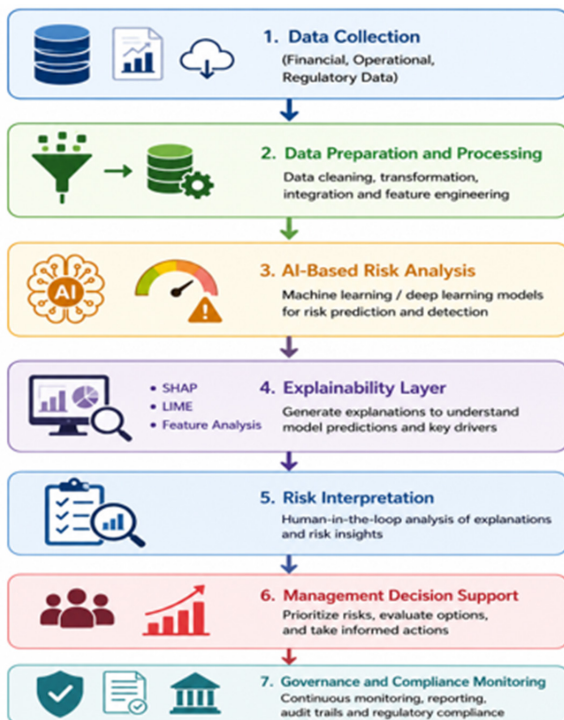 1. Data Collection
(Financial, Operational,
Regulatory Data)
2. Data Preparation and Processing
Data cleaning, transformation,
integration and feature engineering
AI
3. AI-Based Risk Analysis
Machine learning / deep learning models
for risk prediction and detection
• SHAP
• LIME
• Feature Analysis
4. Explainability Layer
Generate explanations to understand
model predictions and key drivers
5. Risk Interpretation
Human-in-the-loop analysis of explanations
and risk insights
6. Management Decision Support
Prioritize risks, evaluate options,
and take informed actions
7. Governance and Compliance Monitoring
Continuous monitoring, reporting,
audit trails and regulatory compliance